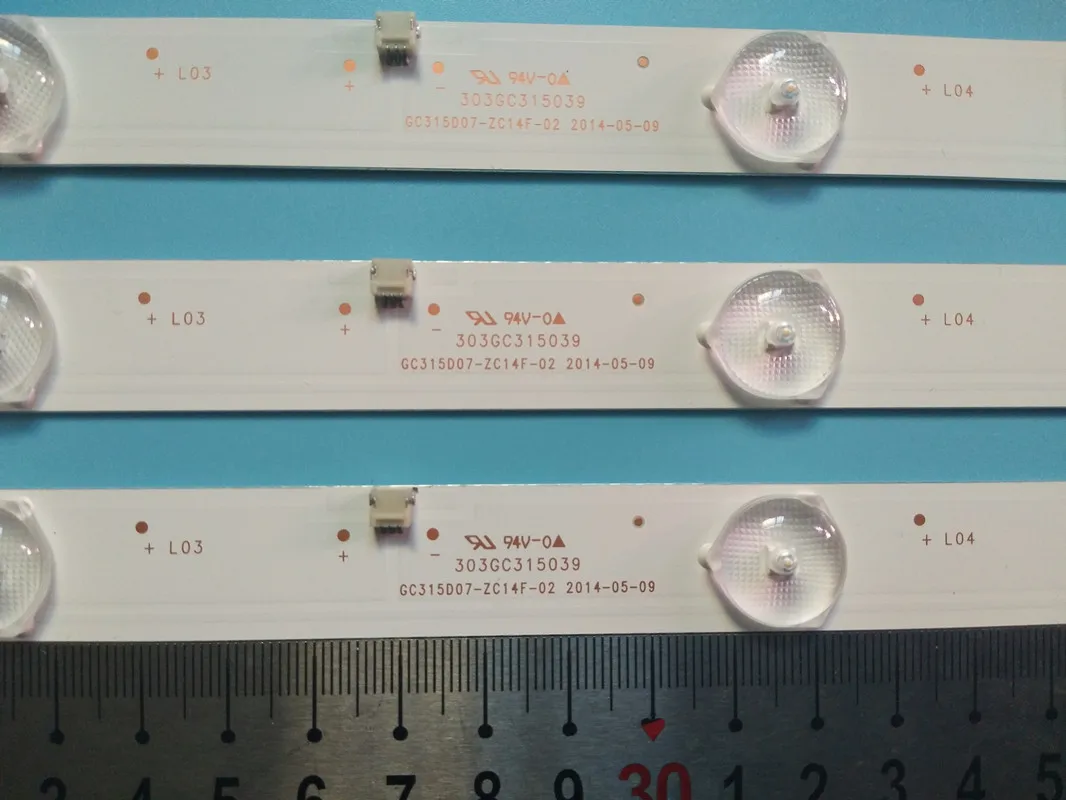 + L03
+ -
94V-0
303GC315039
GC315D07-ZC14F-02 2014-05-09
+ L04
+ L03
+ -
94V-0
303GC315039
GC315D07-ZC14F-02 2014-05-09
+ L04
+ L03
+ -
94V-0
303GC315039
GC315D07-ZC14F-02 2014-05-09
+ L04
3 4 5 6 7 8 9 30 1 2 3 4 5